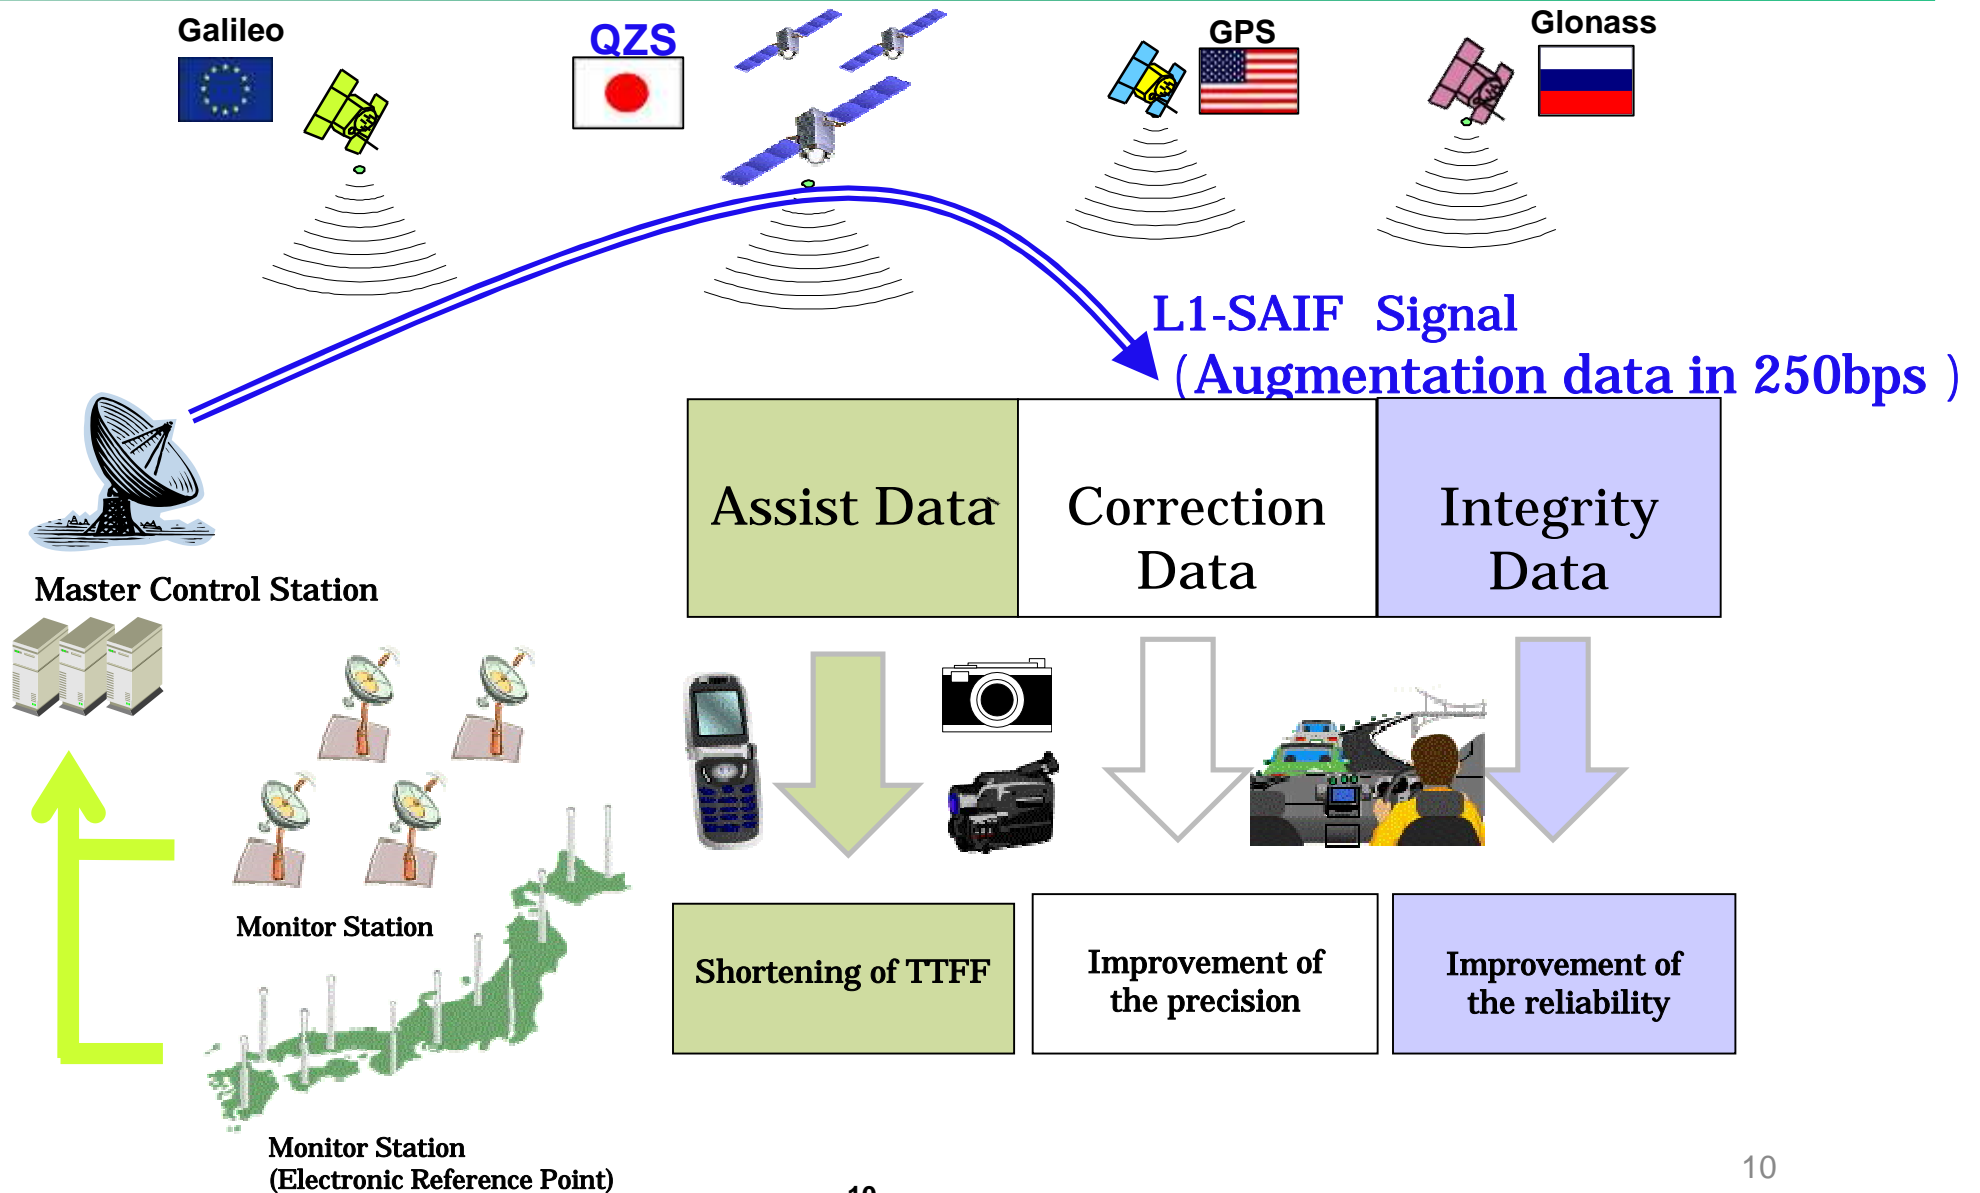 Galileo
QZS
GPS
Glonass
L1-SAIF Signal
(Augmentation data in 250bps )
Assist Data
Correction
Data
Integrity
Data
Master Control Station
Monitor Station
Shortening of TTFF
Improvement of
the precision
Improvement of
the reliability
Monitor Station
(Electronic Reference Point)
10
10